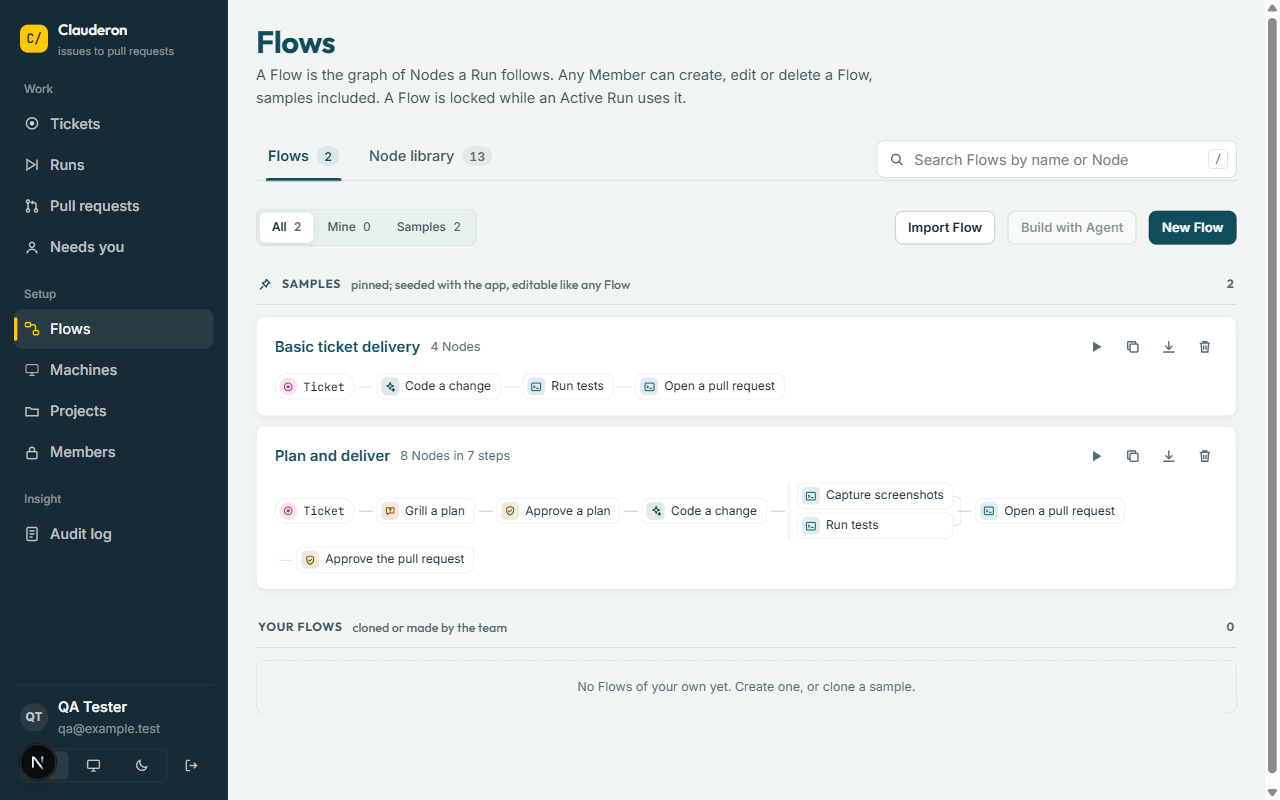 C/
Clauderon
issues to pull requests
Work
Tickets
Runs
Pull requests
Needs you
Setup
Flows
Machines
Projects
Members
Insight
Audit log
QT
QA Tester
qa@example.test
N
Flows
A Flow is the graph of Nodes a Run follows. Any Member can create, edit or delete a Flow,
samples included. A Flow is locked while an Active Run uses it.
Flows 2
Node library 13
Search Flows by name or Node /
All 2
Mine 0
Samples 2
Import Flow
Build with Agent
New Flow
SAMPLES pinned; seeded with the app, editable like any Flow 2
Basic ticket delivery 4 Nodes
Ticket
Code a change
Run tests
Open a pull request
Plan and deliver 8 Nodes in 7 steps
Ticket
Grill a plan
Approve a plan
Code a change
Capture screenshots
Run tests
Open a pull request
Approve the pull request
YOUR FLOWS cloned or made by the team 0
No Flows of your own yet. Create one, or clone a sample.